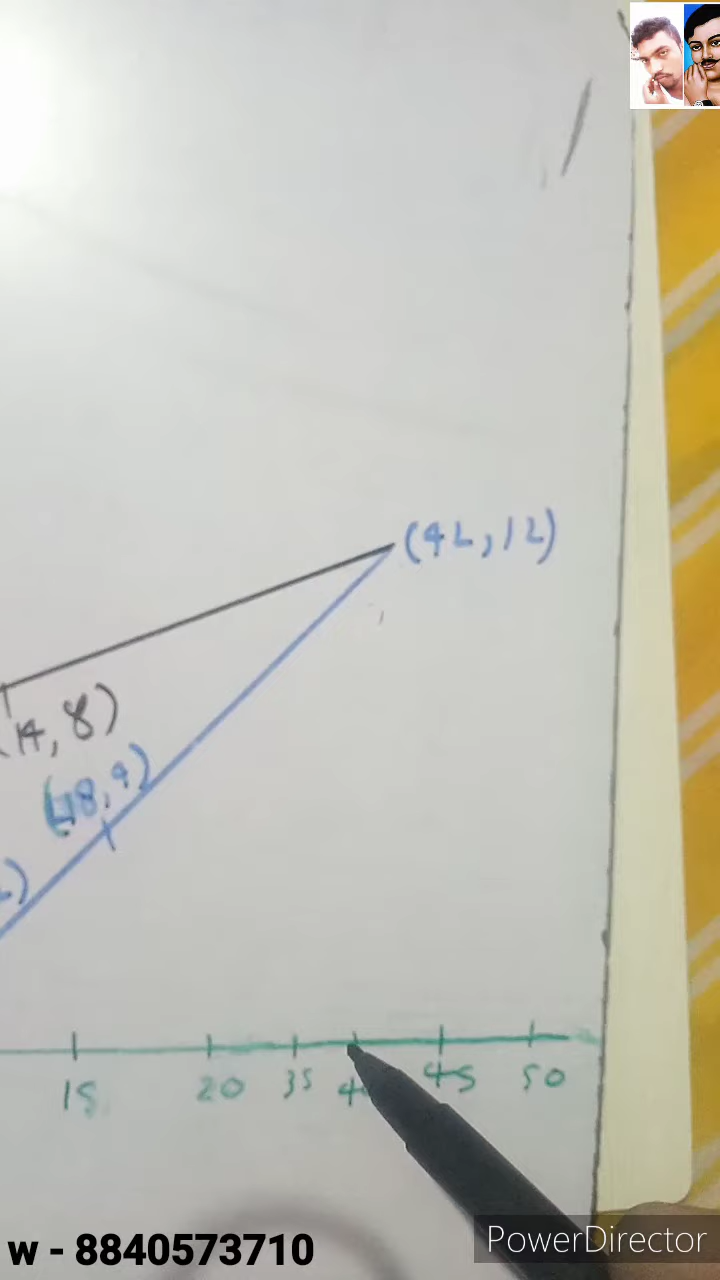 (42,12)
14,8)
(18,9)
15 20 35 45 50
w - 8840573710
PowerDirector